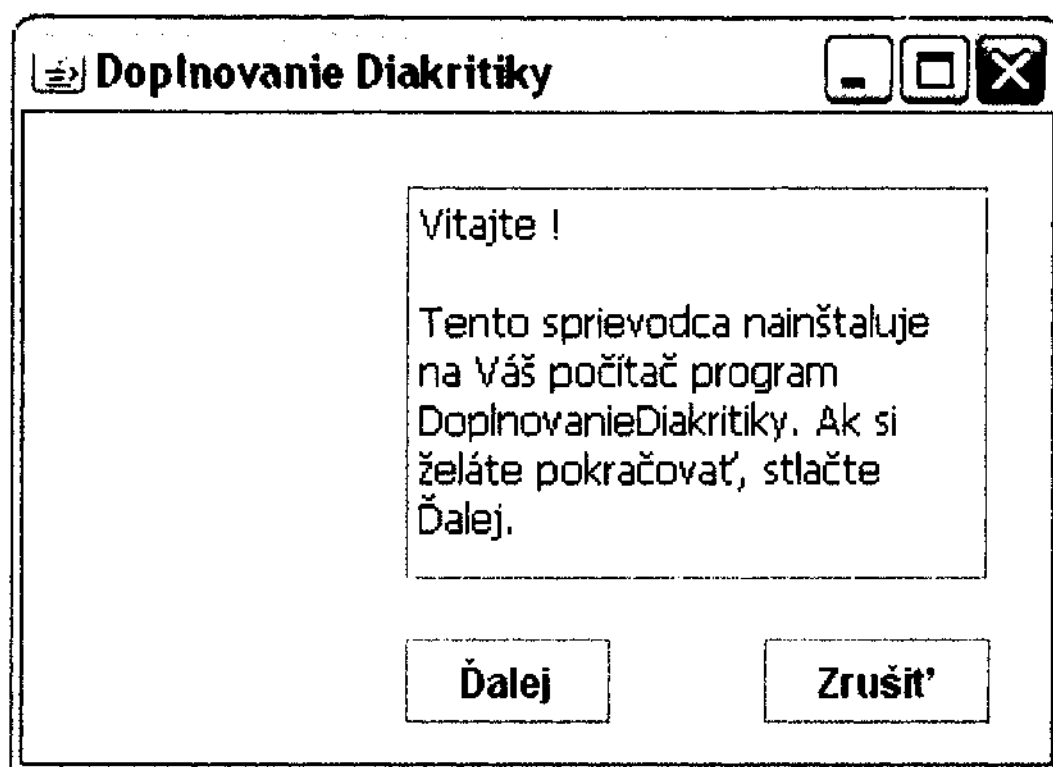 Doplnovanie Diakritiky
Vitajte !
Tento sprievodca nainštaluje
na Váš počítač program
DoplnovanieDiakritiky. Ak si
želáte pokračovať, stlačte
Ďalej.
Ďalej
Zrušiť